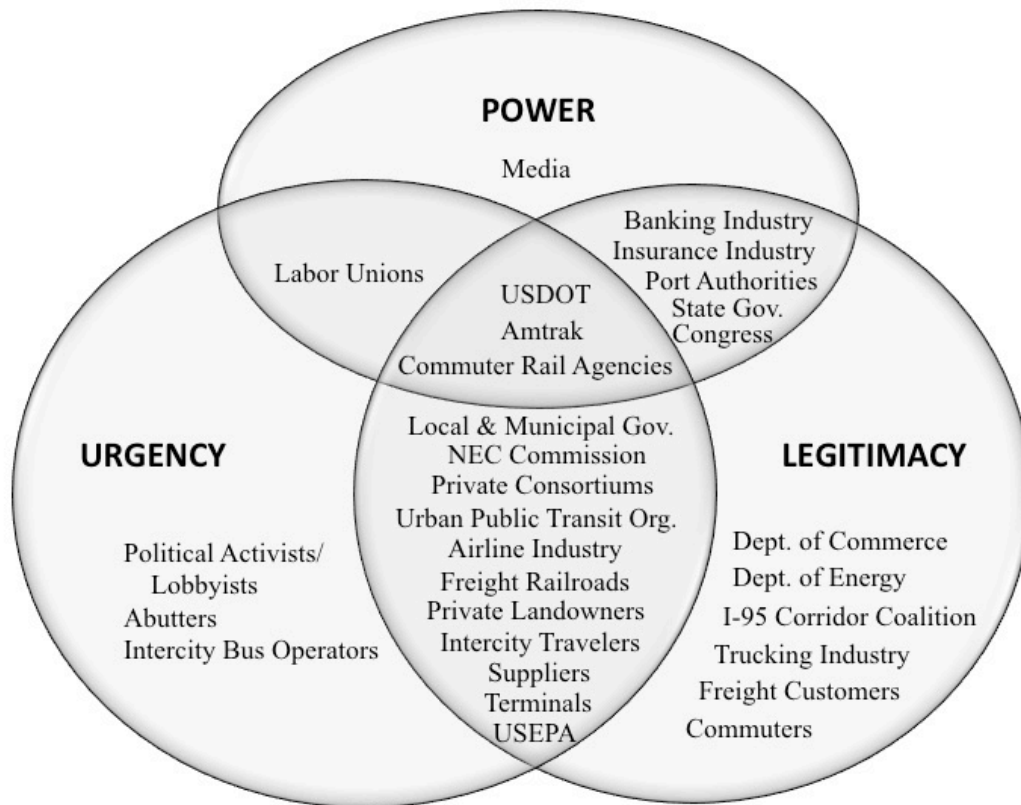 POWER
Media
Banking Industry
Insurance Industry
Port Authorities
State Gov.
Congress
Labor Unions
USDOT
Amtrak
Commuter Rail Agencies
URGENCY
Political Activists/
Lobbyists
Abutters
Intercity Bus Operators
Local & Municipal Gov.
NEC Commission
Private Consortiums
Urban Public Transit Org.
Airline Industry
Freight Railroads
Private Landowners
Intercity Travelers
Suppliers
Terminals
USEPA
LEGITIMACY
Dept. of Commerce
Dept. of Energy
I-95 Corridor Coalition
Trucking Industry
Freight Customers
Commuters